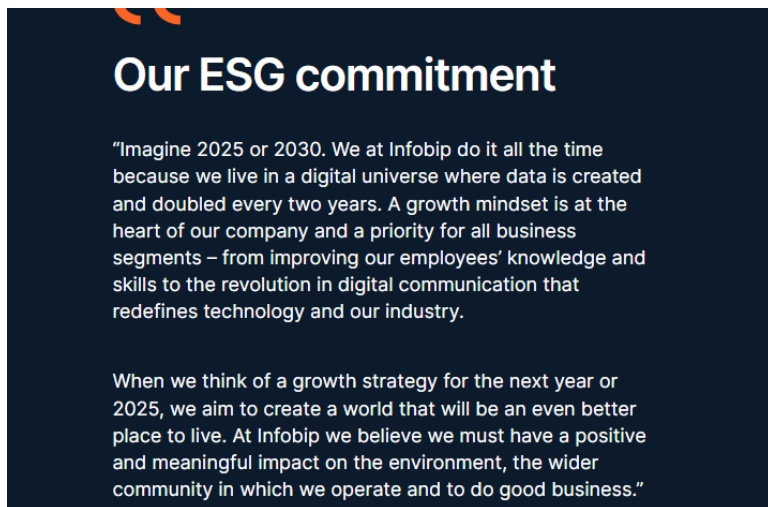 Our ESG commitment
“Imagine 2025 or 2030. We at Infobip do it all the time
because we live in a digital universe where data is created
and doubled every two years. A growth mindset is at the
heart of our company and a priority for all business
segments – from improving our employees’ knowledge and
skills to the revolution in digital communication that
redefines technology and our industry.
When we think of a growth strategy for the next year or
2025, we aim to create a world that will be an even better
place to live. At Infobip we believe we must have a positive
and meaningful impact on the environment, the wider
community in which we operate and to do good business.”